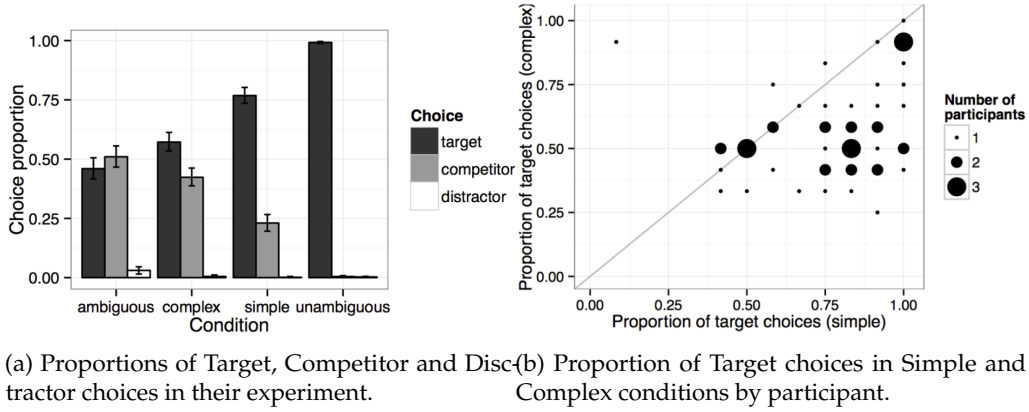 1.00
0.75
0.50
0.25
0.00
Choice proportion
ambiguous complex simple unambiguous
Condition
Choice
target
competitor
distractor
1.00
0.75
0.50
0.25
0.00
Proportion of target choices (complex)
0.00 0.25 0.50 0.75 1.00
Proportion of target choices (simple)
Number of
participants
1
2
3
(a) Proportions of Target, Competitor and Disc-
tractor choices in their experiment.
(b) Proportion of Target choices in Simple and
Complex conditions by participant.